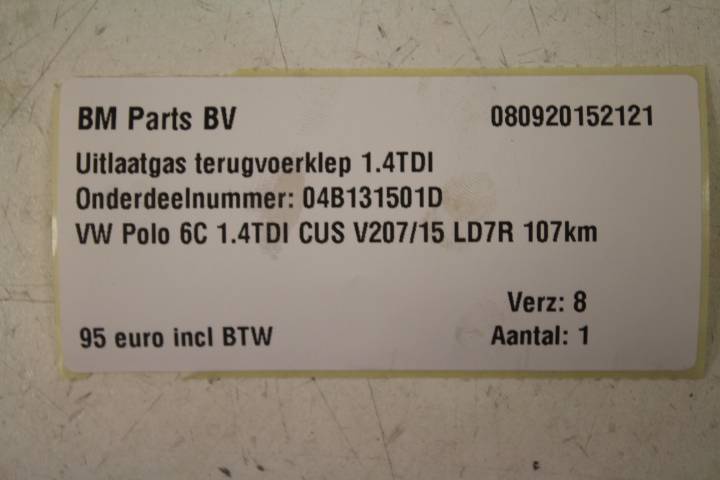 BM Parts BV 080920152121
Uitlaatgas terugvoerklep 1.4TDI
Onderdeelnummer: 04B131501D
VW Polo 6C 1.4TDI CUS V207/15 LD7R 107km
Verz: 8
95 euro incl BTW Aantal: 1